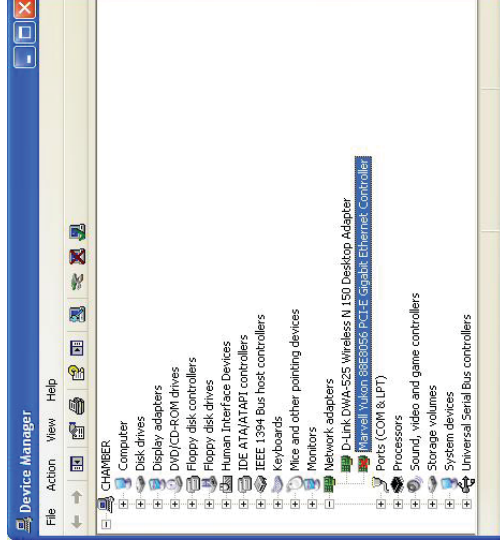 Device Manager
File Action View Help
CHAMBER
Computer
Disk drives
Display adapters
DVD/CD-ROM drives
Floppy disk controllers
Floppy disk drives
Human Interface Devices
IDE ATA/ATAPI controllers
IEEE 1394 Bus host controllers
Keyboards
Mice and other pointing devices
Monitors
Network adapters
D-Link DWA-525 Wireless N 150 Desktop Adapter
Marvell Yukon 88E8056 PCI-E Gigabit Ethernet Controller
Ports (COM & LPT)
Processors
Sound, video and game controllers
Storage volumes
System devices
Universal Serial Bus controllers